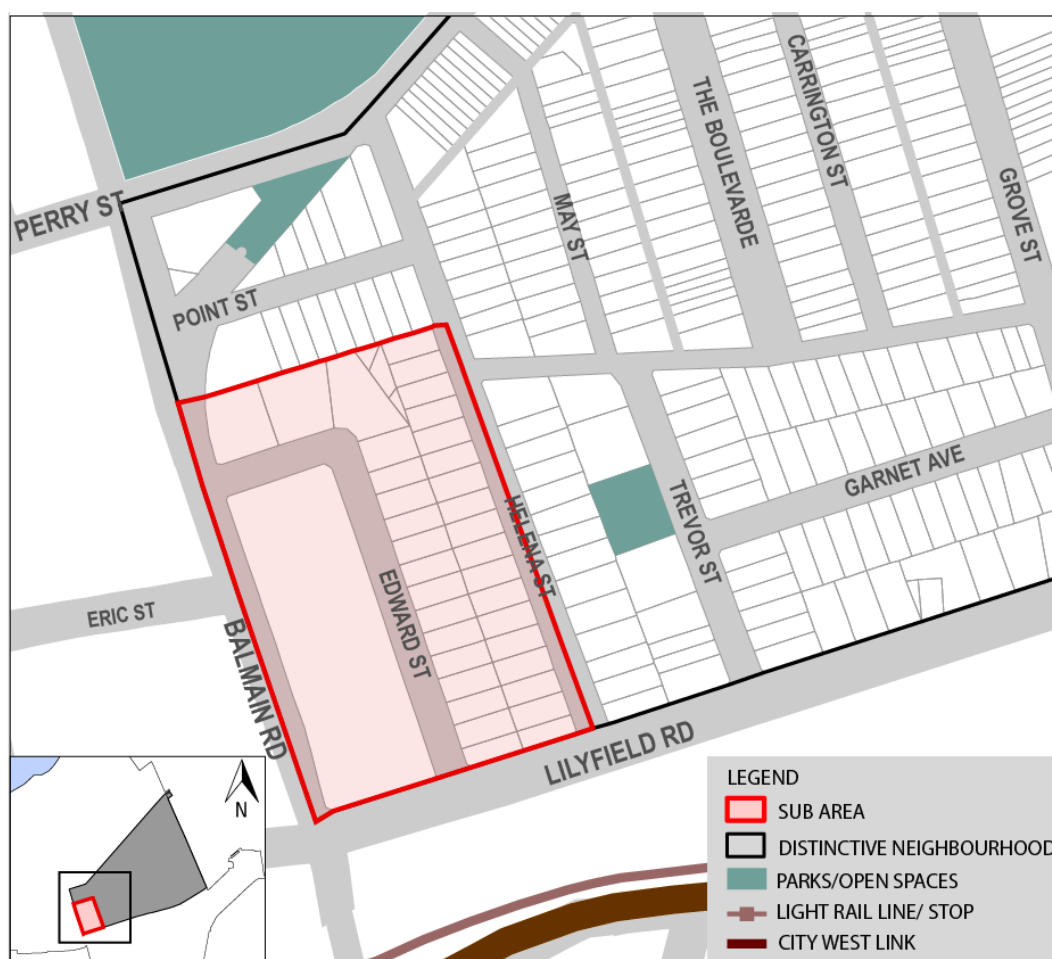 PERRY ST
POINT ST
MAY ST
THE BOULEVARDE
CARRINGTON ST
GROVE ST
HELENA ST
TREVOR ST
GARNET AVE
EDWARD ST
ERIC ST
BALMAIN RD
LILYFIELD RD
N
LEGEND
SUB AREA
DISTINCTIVE NEIGHBOURHOOD
PARKS/OPEN SPACES
LIGHT RAIL LINE/ STOP
CITY WEST LINK